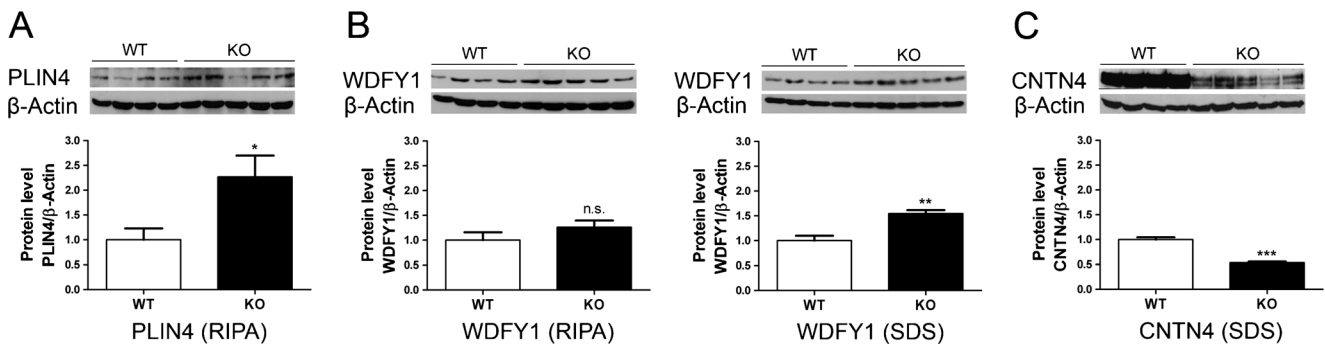 A
WT KO
PLIN4
β-Actin
Protein level
PLIN4/β-Actin
3.0
2.5
2.0
1.5
1.0
0.5
0.0
*
WT KO
PLIN4 (RIPA)
B
WT KO
WDFY1
β-Actin
Protein level
WDFY1/β-Actin
3.0
2.5
2.0
1.5
1.0
0.5
0.0
n.s.
WT KO
WDFY1 (RIPA)
WT KO
WDFY1
β-Actin
Protein level
WDFY1/β-Actin
3.0
2.5
2.0
1.5
1.0
0.5
0.0
**
WT KO
WDFY1 (SDS)
C
WT KO
CNTN4
β-Actin
Protein level
CNTN4/β-Actin
3.0
2.5
2.0
1.5
1.0
0.5
0.0
***
WT KO
CNTN4 (SDS)